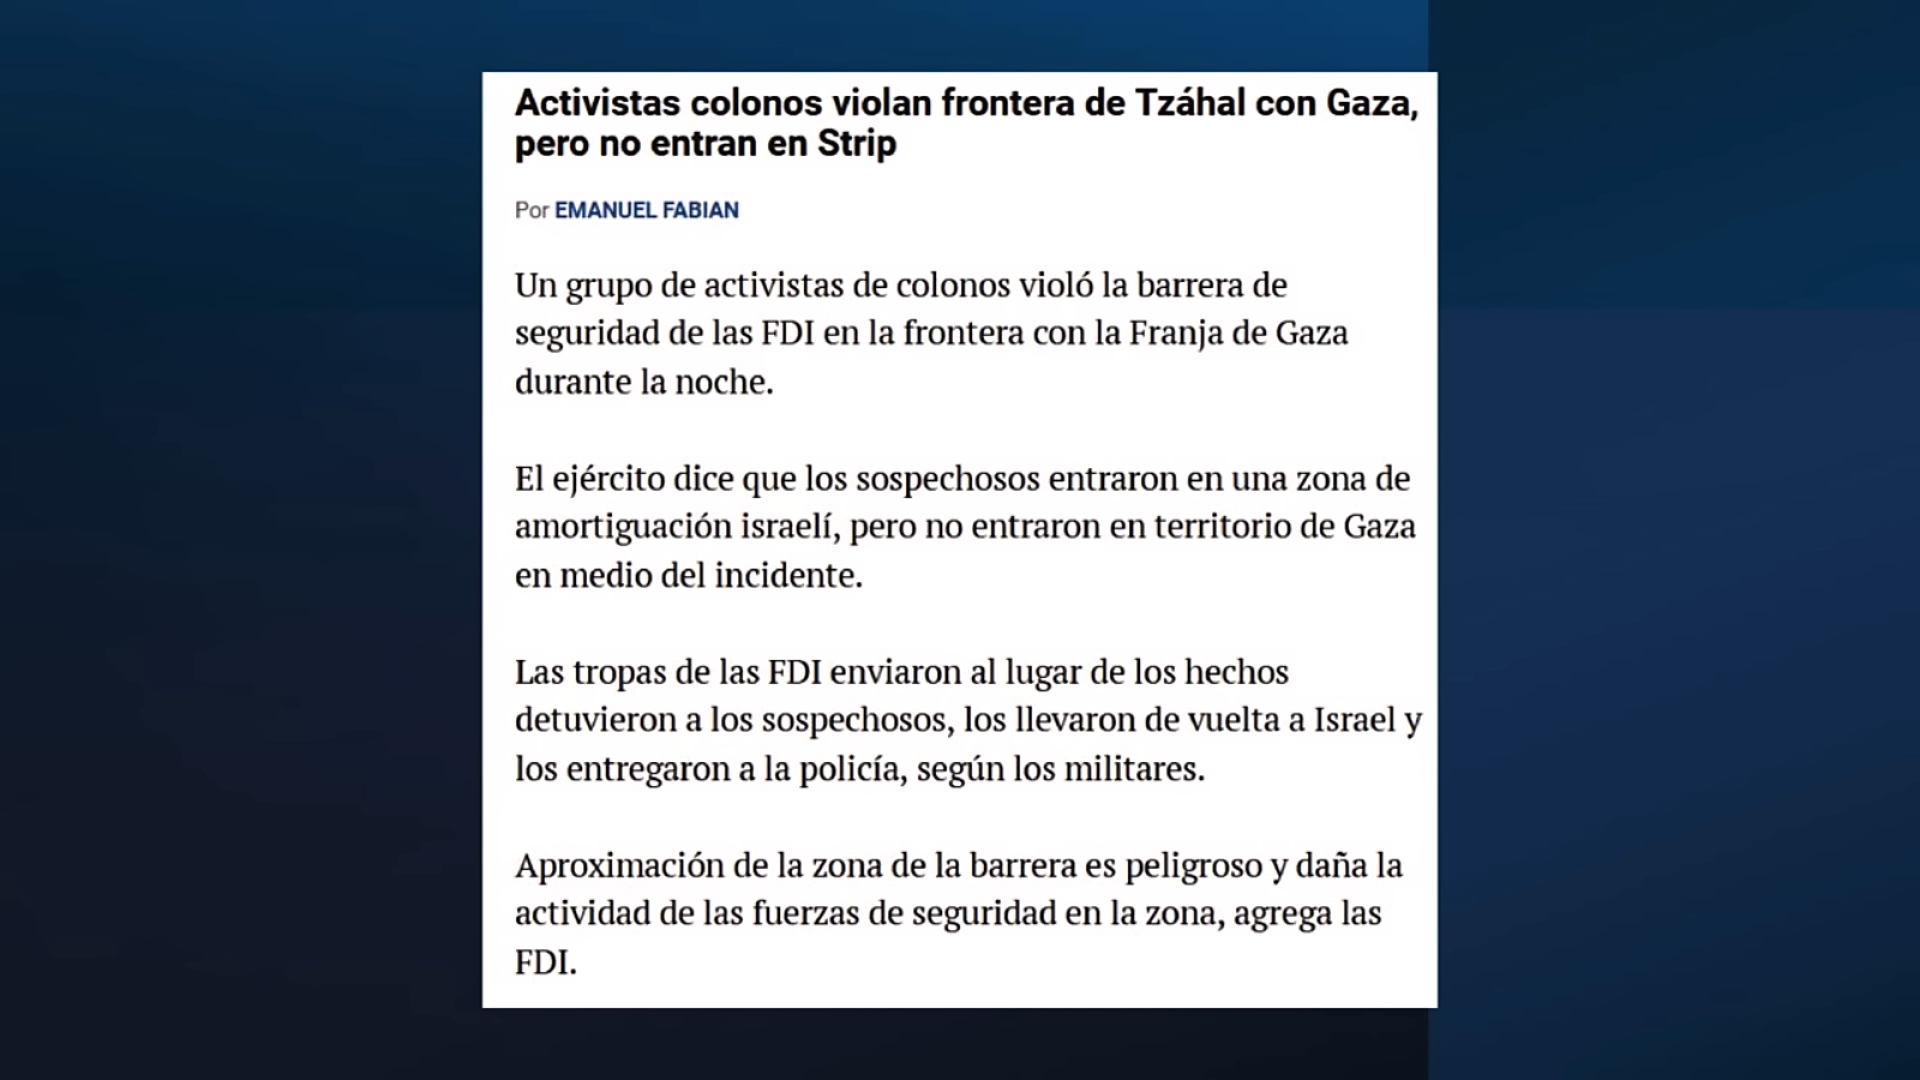 Activistas colonos violan frontera de Tzáhal con Gaza,
pero no entran en Strip
Por EMANUEL FABIAN
Un grupo de activistas de colonos violó la barrera de
seguridad de las FDI en la frontera con la Franja de Gaza
durante la noche.
El ejército dice que los sospechosos entraron en una zona de
amortiguación israelí, pero no entraron en territorio de Gaza
en medio del incidente.
Las tropas de las FDI enviaron al lugar de los hechos
detuvieron a los sospechosos, los llevaron de vuelta a Israel y
los entregaron a la policía, según los militares.
Aproximación de la zona de la barrera es peligroso y daña la
actividad de las fuerzas de seguridad en la zona, agrega las
FDI.